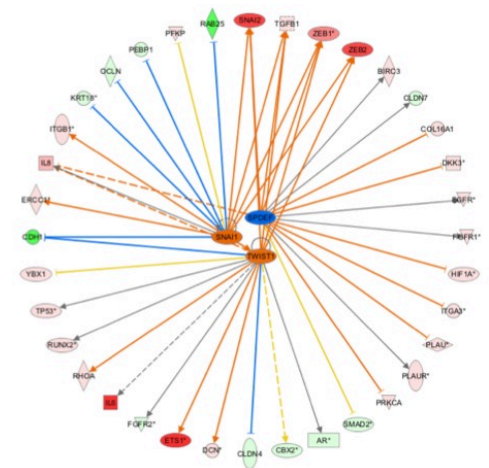 RAB25
SNAI2
TGFB1
ZEB1*
ZEB2
BIRC3
CLDN7
COL16A1
DKK3*
EGFR*
FGFR1*
HIF1A*
ITGA3*
PLAU*
PLAUR*
PRKCA
SMAD2*
AR*
CBX2*
CLDN4
DCN*
ETS1*
FGFR2*
IL6
RHOA
RUNX2*
TP53*
YBX1
CDH1
ERCC1*
IL8
ITGB1*
KRT18*
OCLN
PEBP1
PFKP
SPDEF
SNAI1
TWIST1